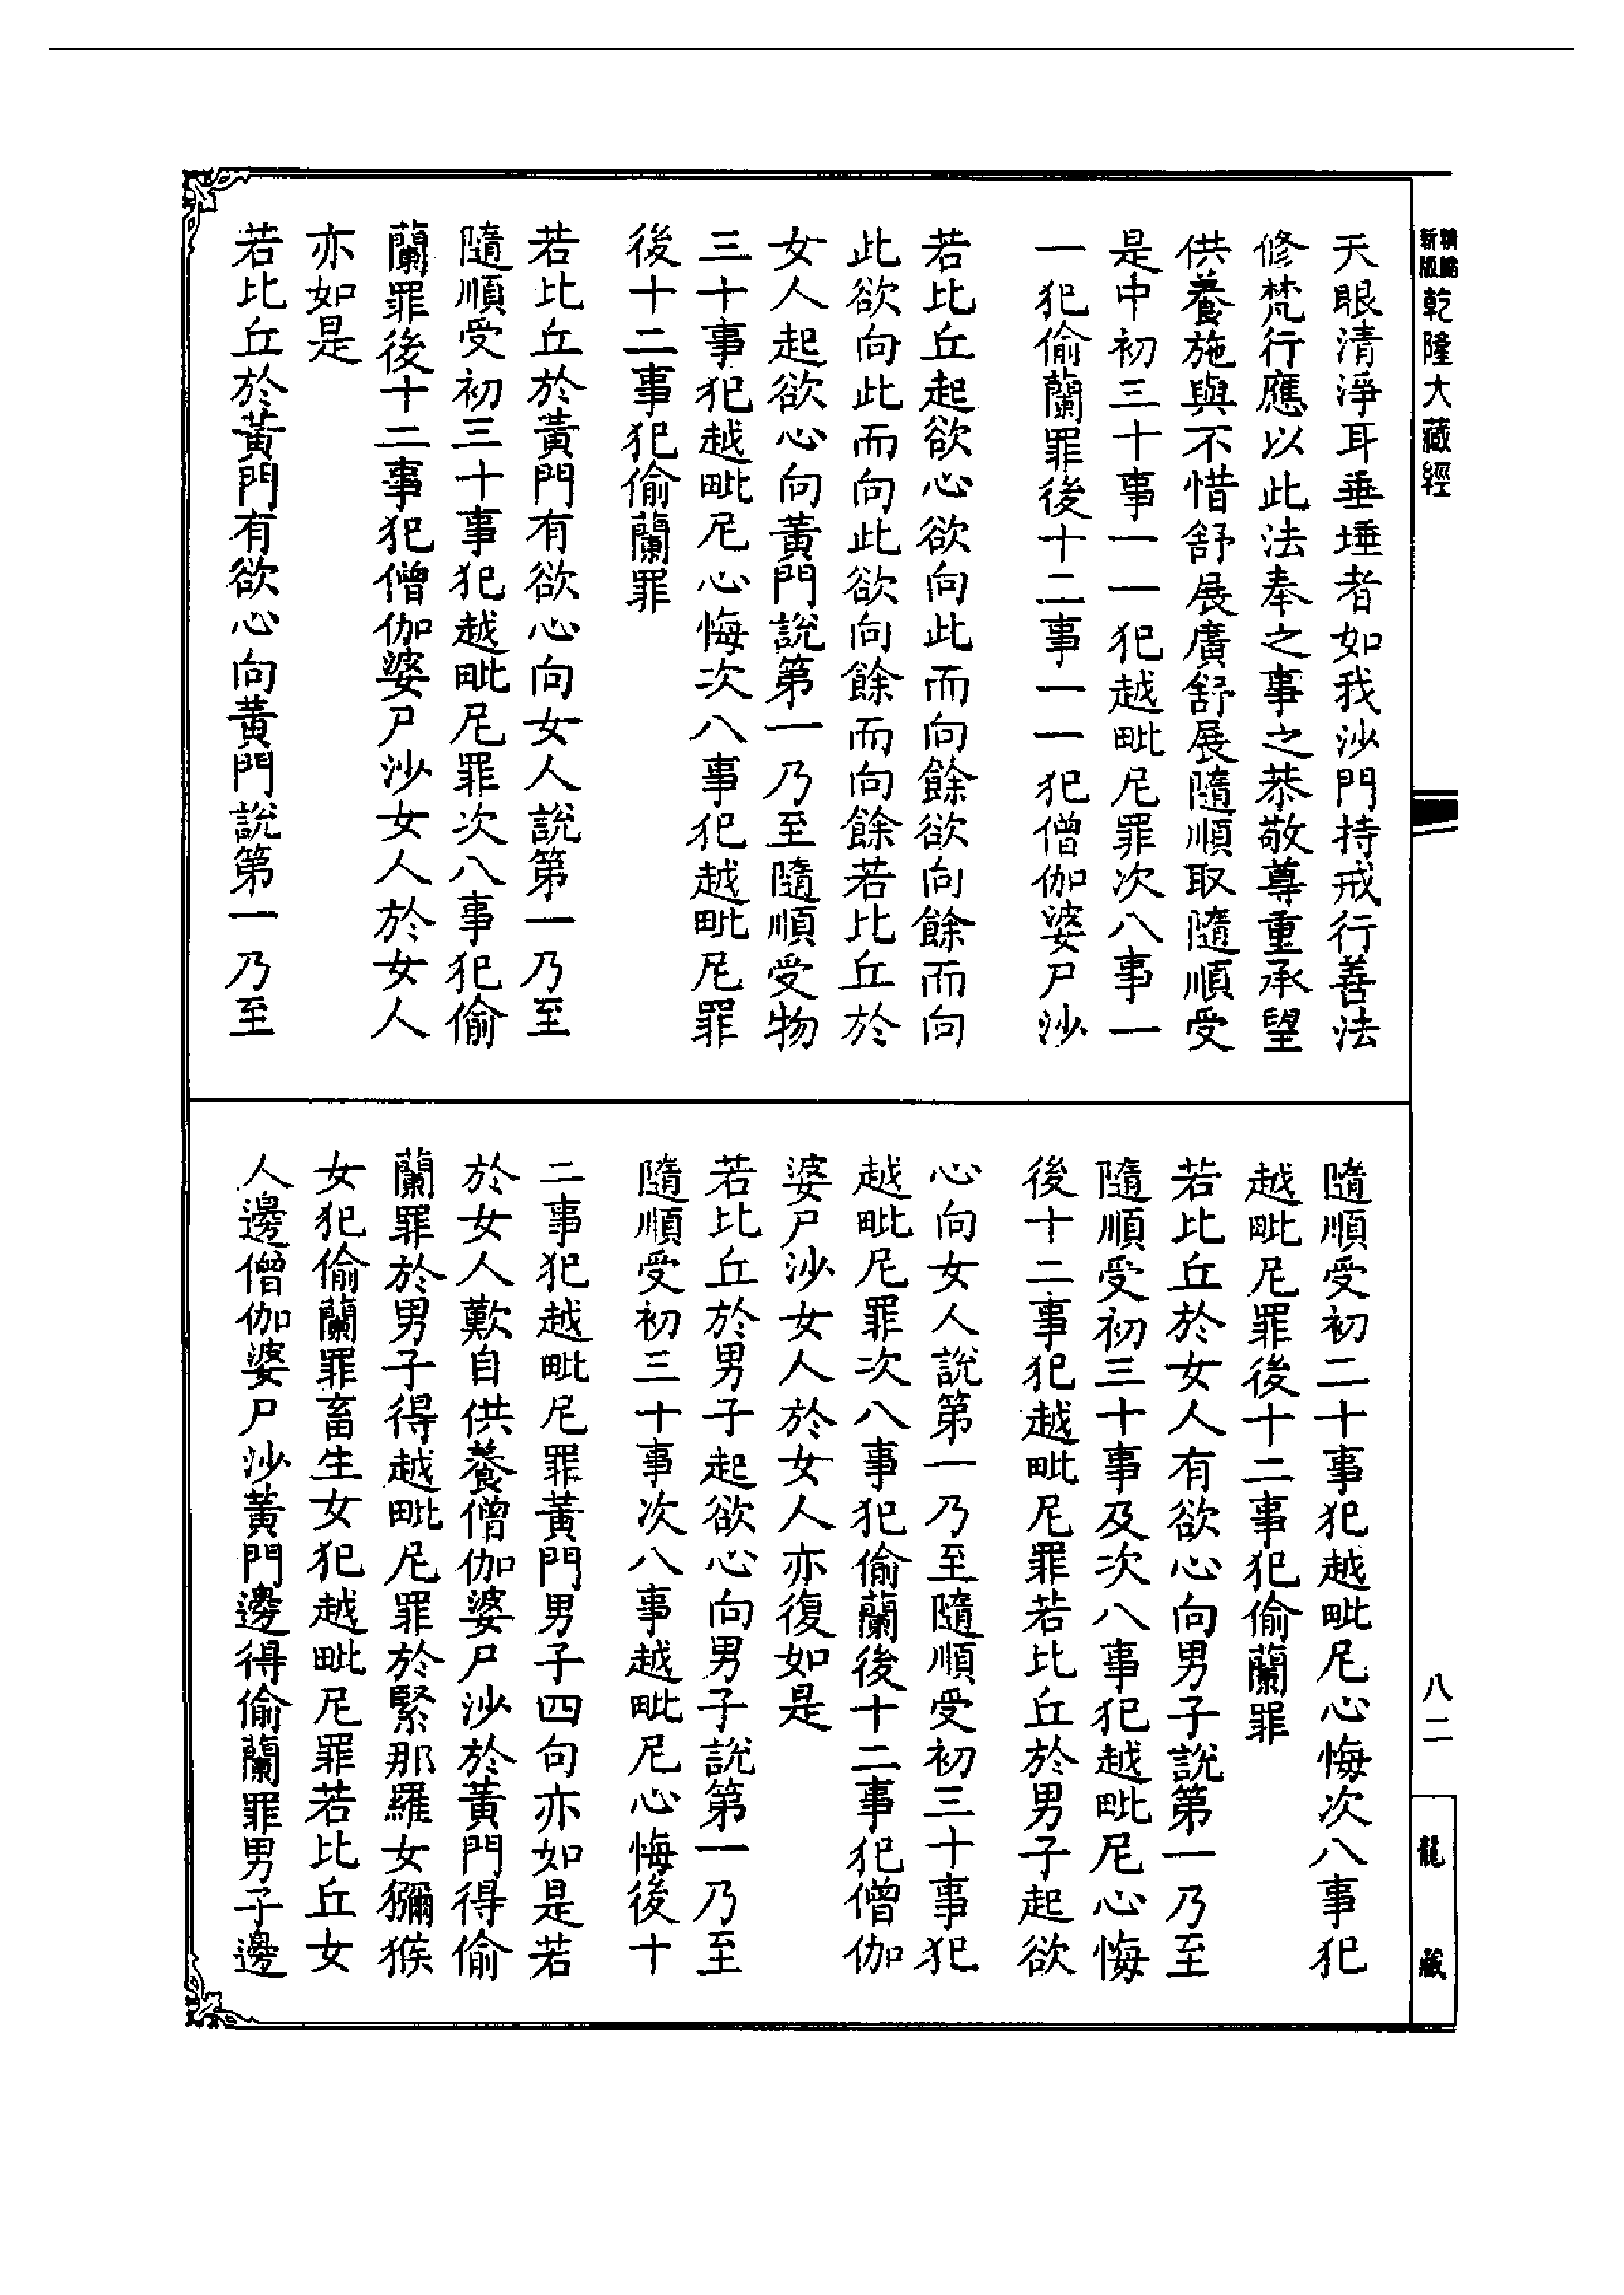 新版
精縮
乾隆大藏經
八二
龍藏
天眼清淨耳垂埵者如我沙門持戒行善法
修梵行應以此法奉之事之恭敬尊重承望
供養施與不惜舒展廣舒展隨順取隨順受
是中初三十事一一犯越毗尼罪次八事一
一犯偷蘭罪後十二事一一犯僧伽婆尸沙
若比丘起欲心欲向此而向餘欲向餘而向
此欲向此而向此欲向餘而向餘若比丘於
女人起欲心向黃門說第一乃至隨順受物
三十事犯越毗尼心悔次八事犯越毗尼罪
後十二事犯偷蘭罪
若比丘於黃門有欲心向女人說第一乃至
隨順受初三十事犯越毗尼罪次八事犯偷
蘭罪後十二事犯僧伽婆尸沙女人於女人
亦如是
若比丘於黃門有欲心向黃門說第一乃至
隨順受初二十事犯越毗尼心悔次八事犯
越毗尼罪後十二事犯偷蘭罪
若比丘於女人有欲心向男子說第一乃至
隨順受初三十事及次八事犯越毗尼心悔
後十二事犯越毗尼罪若比丘於男子起欲
心向女人說第一乃至隨順受初三十事犯
越毗尼罪次八事犯偷蘭後十二事犯僧伽
婆尸沙女人於女人亦復如是
若比丘於男子起欲心向男子說第一乃至
隨順受初三十事次八事越毗尼心悔後十
二事犯越毗尼罪黃門男子四句亦如是若
於女人歎自供養僧伽婆尸沙於黃門得偷
蘭罪於男子得越毗尼罪於緊那羅女獼猴
女犯偷蘭罪畜生女犯越毗尼罪若比丘女
人邊僧伽婆尸沙黃門邊得偷蘭罪男子邊